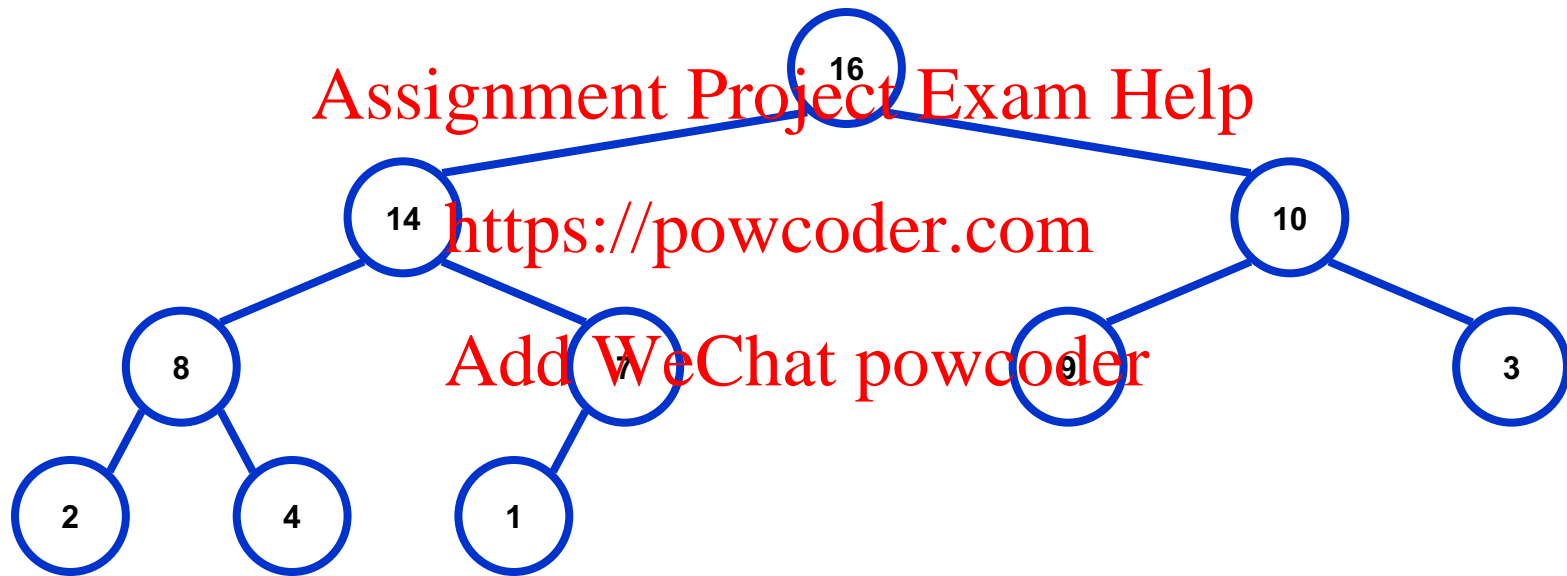 16
Assignment Project Exam Help
14 https://powcoder.com 10
8 7 9 3
Add WeChat powcoder
2 4 1